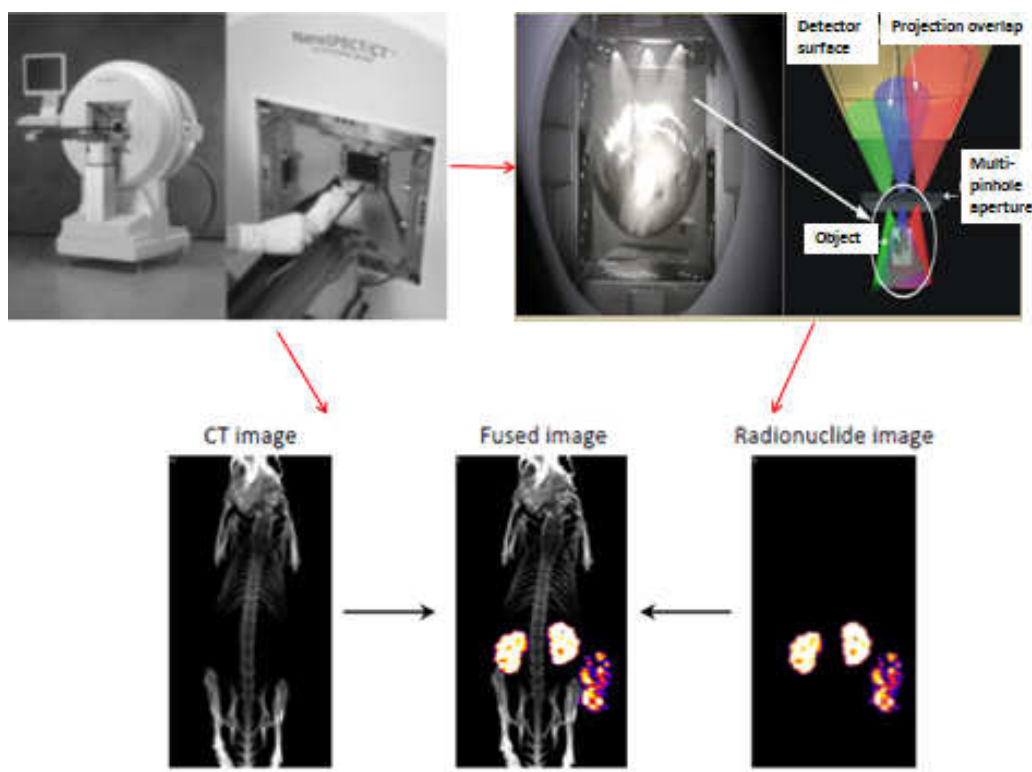 NanoSPECT/CT
Detector
surface
Projection overlap
Multi-
pinhole
aperture
Object
CT image
Fused image
Radionuclide image